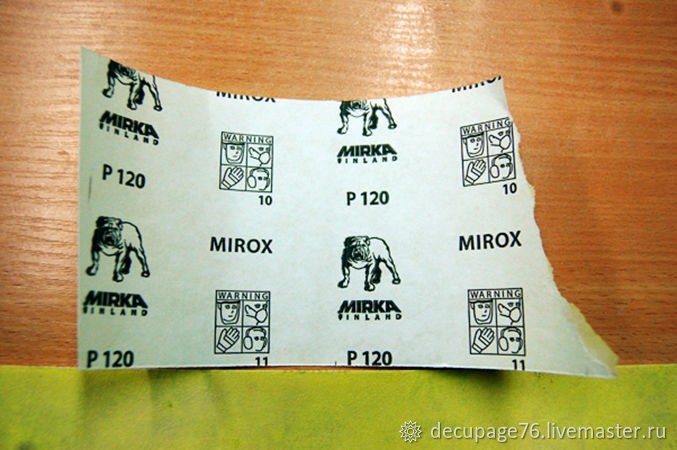 MIROX
MIRKA
FINLAND
P 120
WARNING
10
MIRKA
FINLAND
P 120
WARNING
10
MIROX
MIROX
MIRKA
FINLAND
P 120
WARNING
11
MIRKA
FINLAND
P 120
WARNING
11
decupage76.livemaster.ru